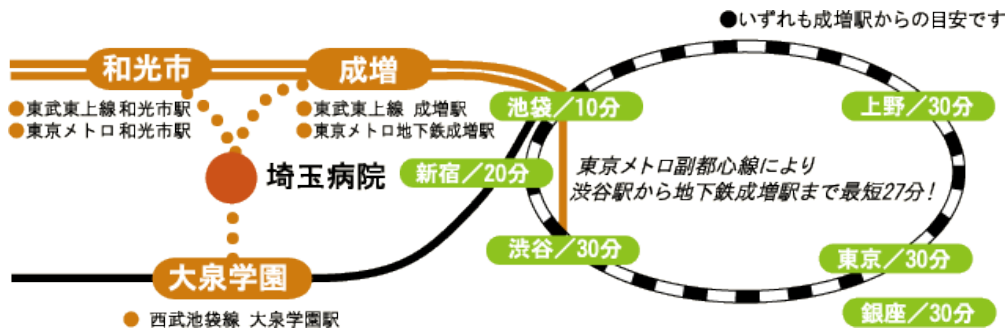 ●いずれも成増駅からの目安です
和光市
成増
●東武東上線和光市駅
●東京メトロ和光市駅
●東武東上線 成増駅
●東京メトロ地下鉄成増駅
池袋／10分
上野／30分
埼玉病院
新宿／20分
東京メトロ副都心線により
渋谷駅から地下鉄成増駅まで最短27分！
渋谷／30分
東京／30分
大泉学園
銀座／30分
● 西武池袋線 大泉学園駅